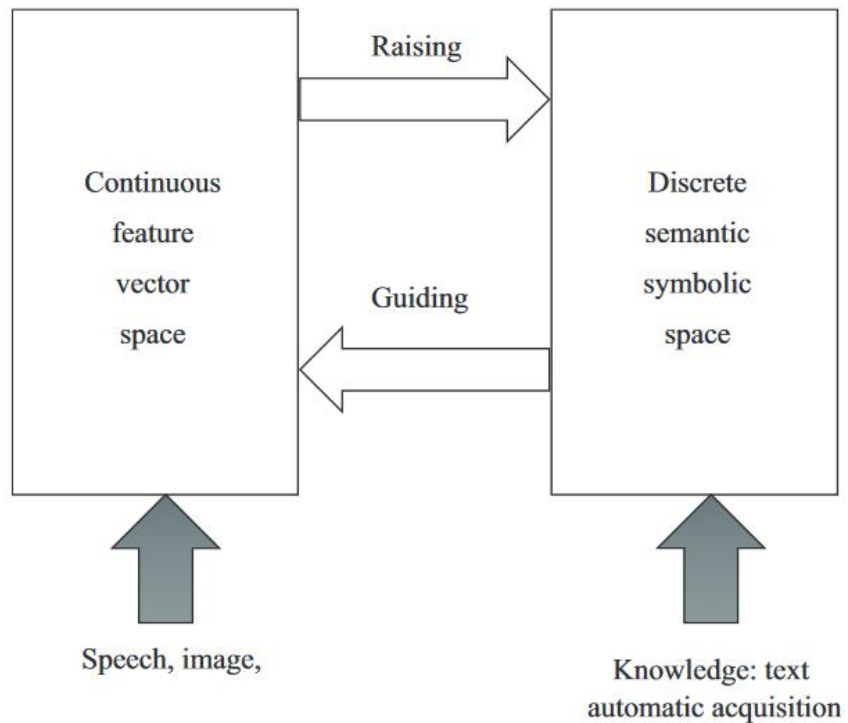 Raising
Continuous
feature
vector
space
Discrete
semantic
symbolic
space
Guiding
Speech, image,
Knowledge: text
automatic acquisition